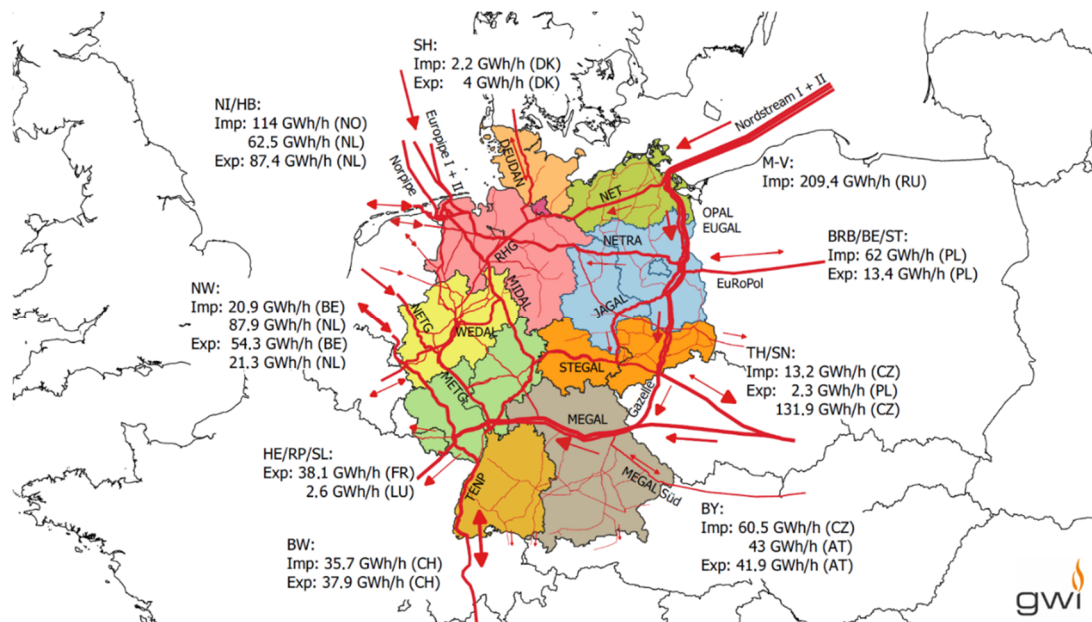 SH:
Imp: 2.2 GWh/h (DK)
Exp: 4 GWh/h (DK)
NI/HB:
Imp: 114 GWh/h (NO)
62.5 GWh/h (NL)
Exp: 87.4 GWh/h (NL)
Europipe I + II
Norpipe
DEUDAN
Nordstream I + II
NET
M-V:
Imp: 209.4 GWh/h (RU)
OPAL
EUGAL
NETRA
RHG
BRB/BE/ST:
Imp: 62 GWh/h (PL)
Exp: 13,4 GWh/h (PL)
EuRoPol
MIDAL
JAGAL
NW:
Imp: 20.9 GWh/h (BE)
87.9 GWh/h (NL)
Exp: 54.3 GWh/h (BE)
21.3 GWh/h (NL)
NETG
WEDAL
TH/SN:
Imp: 13,2 GWh/h (CZ)
Exp: 2.3 GWh/h (PL)
131.9 GWh/h (CZ)
STEGAL
METG
Gazelle
MEGAL
HE/RP/SL:
Exp: 38.1 GWh/h (FR)
2.6 GWh/h (LU)
TENP
MEGAL Süd
BY:
Imp: 60.5 GWh/h (CZ)
43 GWh/h (AT)
Exp: 41.9 GWh/h (AT)
BW:
Imp: 35.7 GWh/h (CH)
Exp: 37.9 GWh/h (CH)
gwi